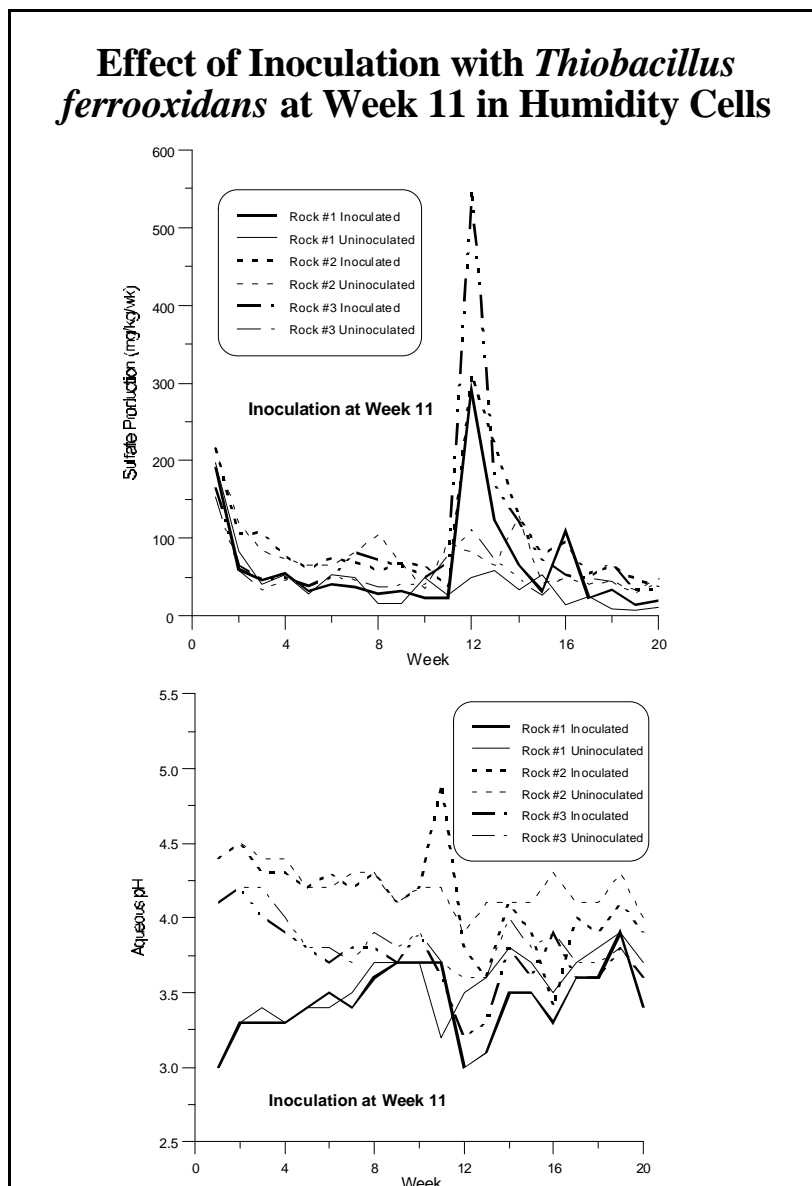 Effect of Inoculation with Thiobacillus
ferrooxidans at Week 11 in Humidity Cells
600
500
400
300
200
100
0
Sulfate Production (mg/kg/wk)
Rock #1 Inoculated
Rock #1 Uninoculated
Rock #2 Inoculated
Rock #2 Uninoculated
Rock #3 Inoculated
Rock #3 Uninoculated
Inoculation at Week 11
0 4 8 12 16 20
Week
5.5
5.0
4.5
4.0
3.5
3.0
2.5
Aqueous pH
Rock #1 Inoculated
Rock #1 Uninoculated
Rock #2 Inoculated
Rock #2 Uninoculated
Rock #3 Inoculated
Rock #3 Uninoculated
Inoculation at Week 11
0 4 8 12 16 20
Week